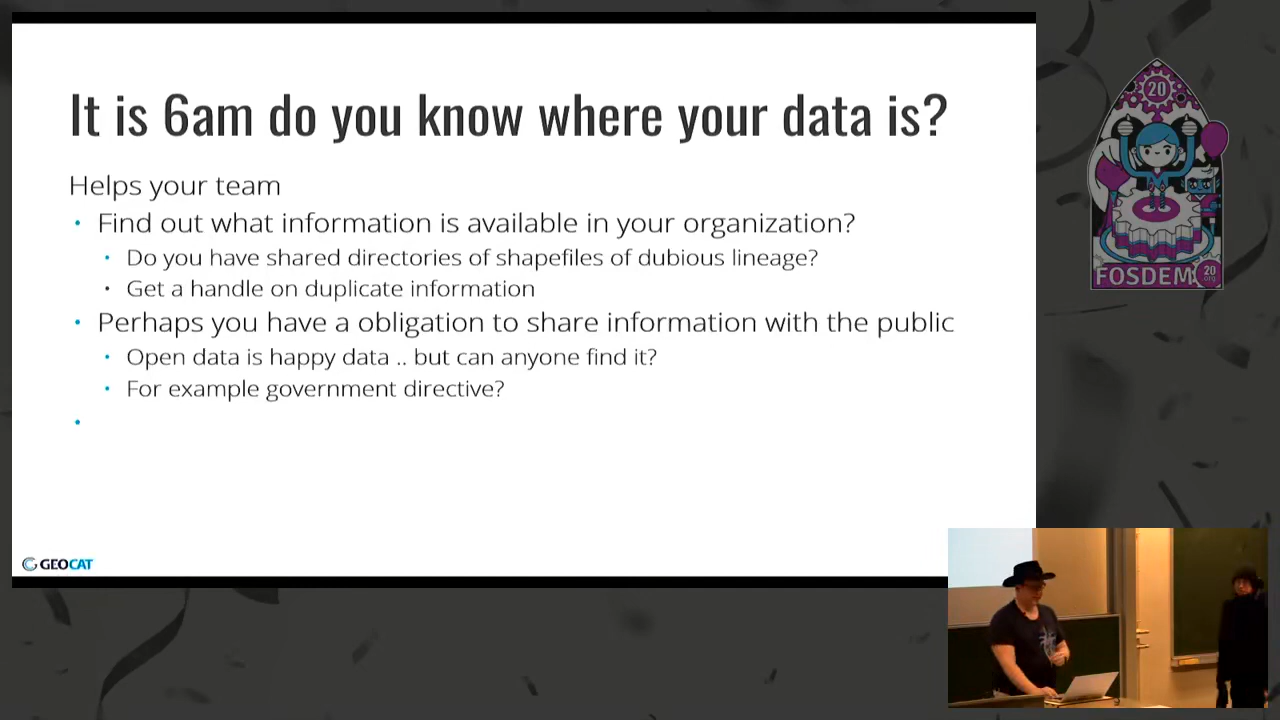 It is 6am do you know where your data is?
Helps your team
• Find out what information is available in your organization?
• Do you have shared directories of shapefiles of dubious lineage?
• Get a handle on duplicate information
• Perhaps you have a obligation to share information with the public
• Open data is happy data .. but can anyone find it?
• For example government directive?
•
GEOCAT
20
FOSDEM 20
.org